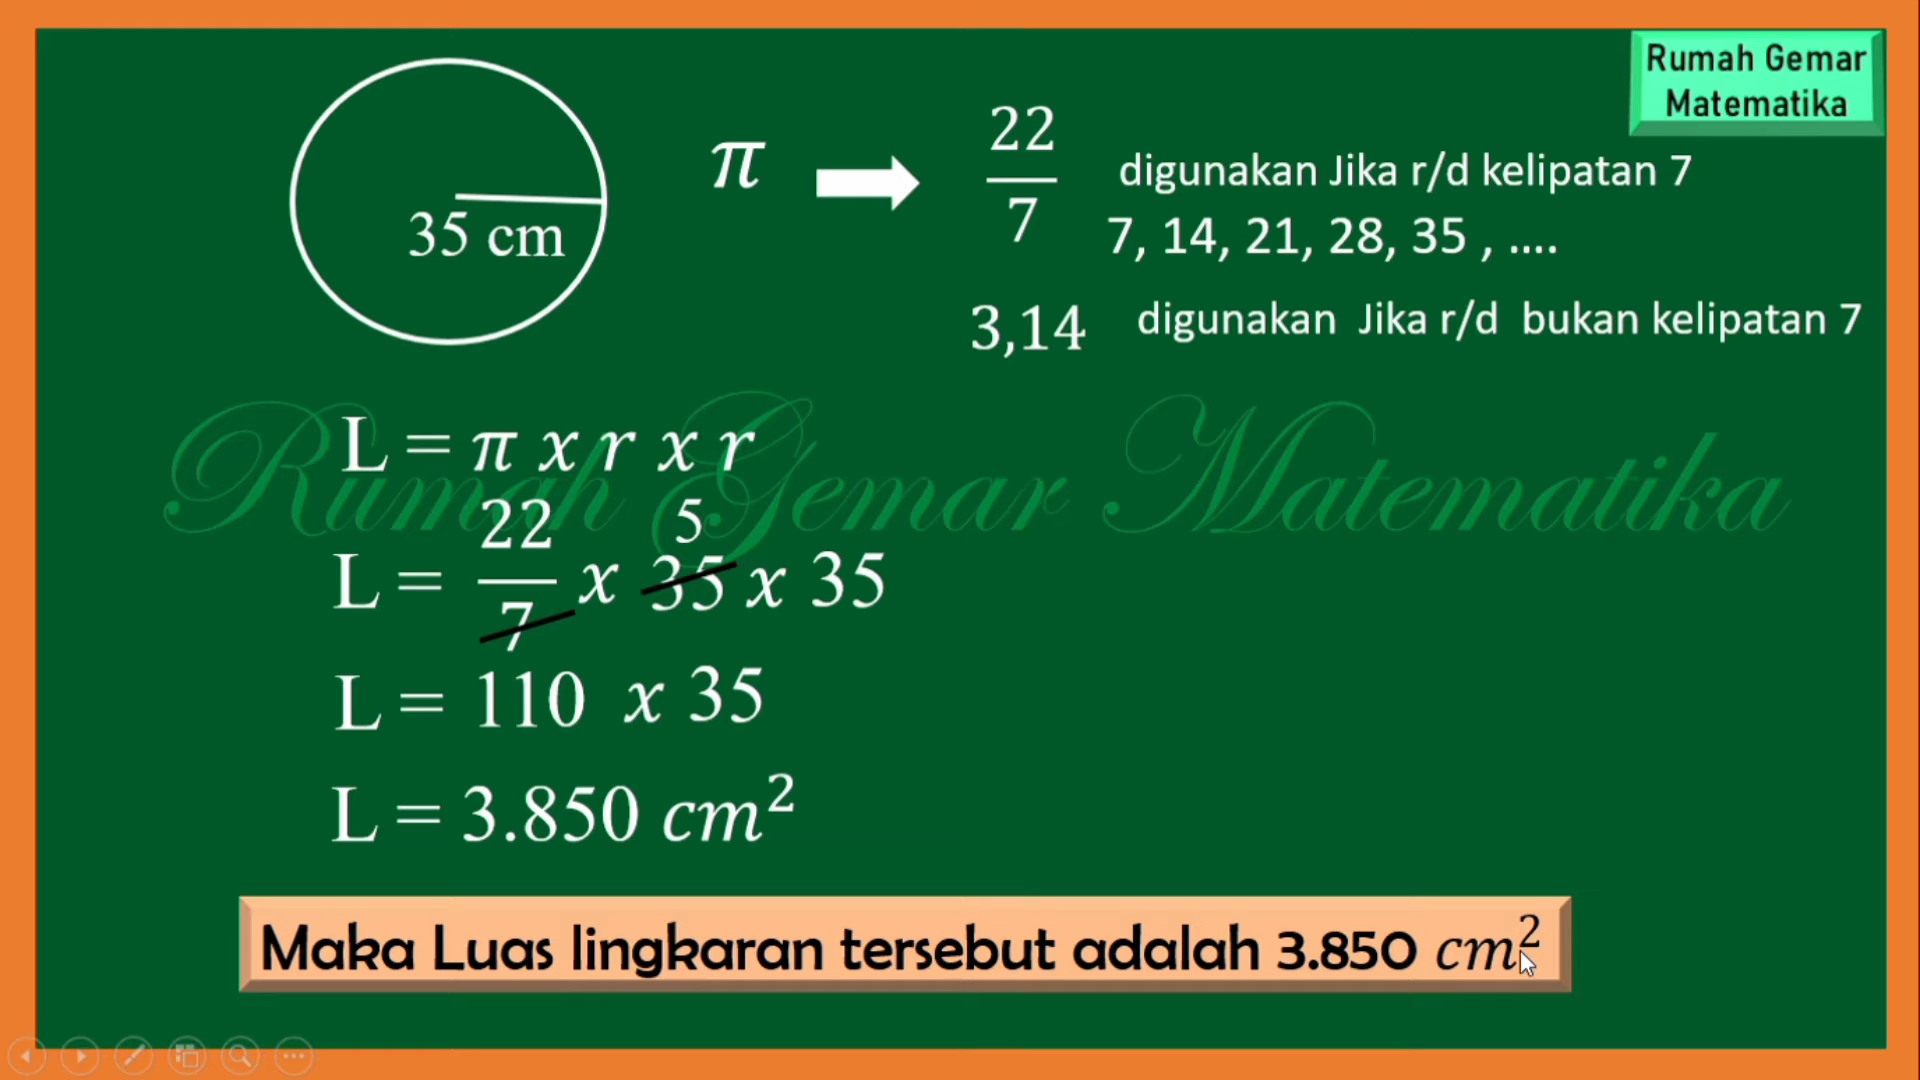 Rumah Gemar
Matematika
35 cm
π
22
7
digunakan Jika r/d kelipatan 7
7, 14, 21, 28, 35 , ....
3,14 digunakan Jika r/d bukan kelipatan 7
Rumah Gemar Matematika
L = π x r x r
L = 22/7 x 35 x 35
5
L = 110 x 35
L = 3.850 cm²
Maka Luas lingkaran tersebut adalah 3.850 cm²